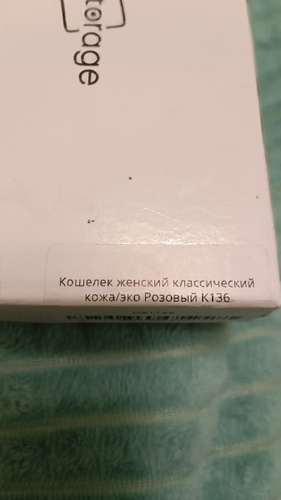 torage
Кошелек женский классический
кожа/эко Розовый К136